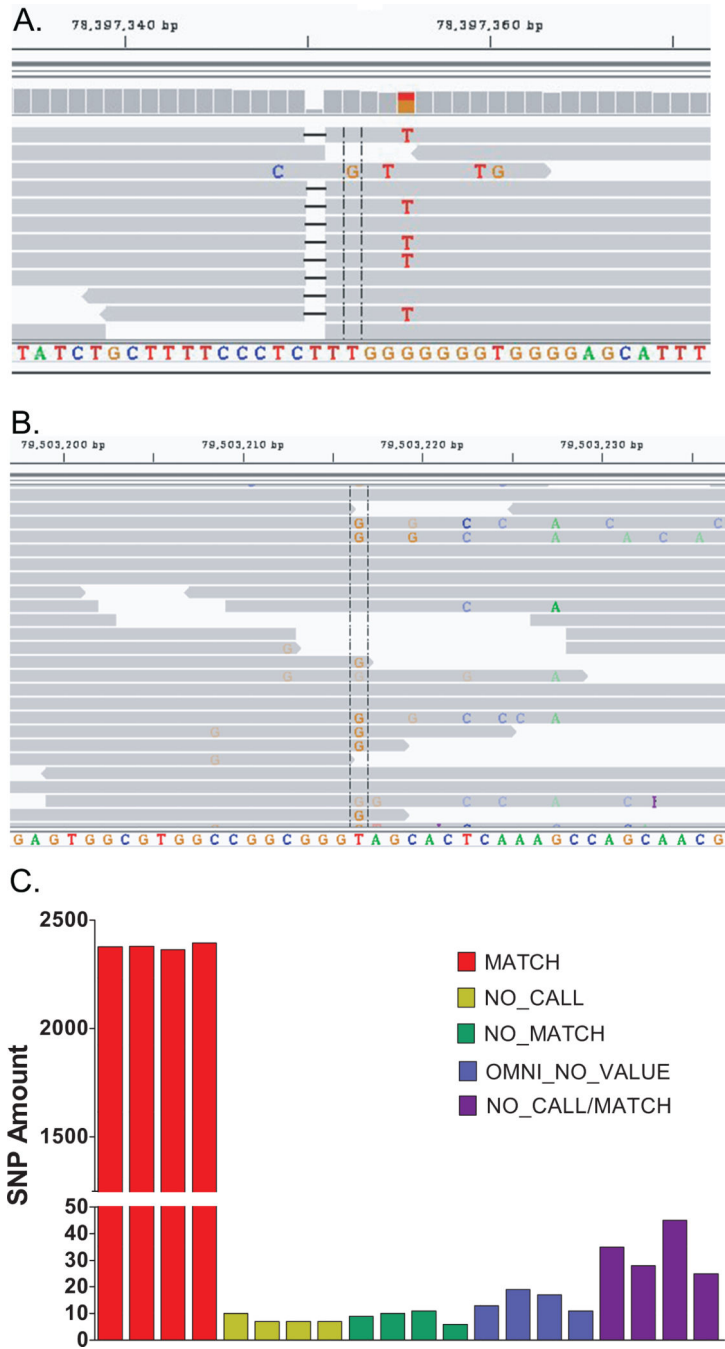 A.
78,397,340 bp 78,397,360 bp
T
C G T T G
T
T
T
T
T A T C T G C T T T T C C C T C T T T G G G G G G G T G G G G A G C A T T T
B.
79,503,200 bp 79,503,210 bp 79,503,220 bp 79,503,230 bp
G G C C A C C
G G C A A C A
C A
G
G
G G G A
G G C C C A
G G
G
G
G G C C A C
G
G A G T G G C G T G G C C G G C G G G T A G C A C T C A A A G C C A G C A A C G
C.
2500
2000
1500
50
40
30
20
10
0
SNP Amount
MATCH
NO_CALL
NO_MATCH
OMNI_NO_VALUE
NO_CALL/MATCH